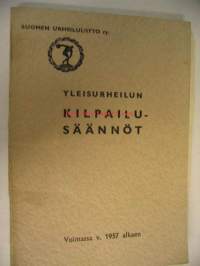 SUOMEN URHEILULIITTO r.y.
YLEISURHEILUN
KILPAILU-
SÄÄNNÖT
Voimassa v. 1957 alkaen